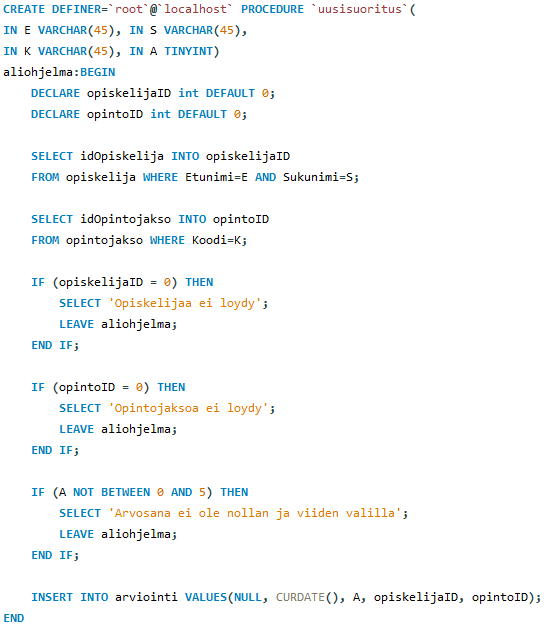 CREATE DEFINER=`root`@`localhost` PROCEDURE `uusisuoritus`(
IN E VARCHAR(45), IN S VARCHAR(45),
IN K VARCHAR(45), IN A TINYINT)
aliohjelma:BEGIN
    DECLARE opiskelijaID int DEFAULT 0;
    DECLARE opintoID int DEFAULT 0;

    SELECT idOpiskelija INTO opiskelijaID
    FROM opiskelija WHERE Etunimi=E AND Sukunimi=S;

    SELECT idOpintojakso INTO opintoID
    FROM opintojakso WHERE Koodi=K;

    IF (opiskelijaID = 0) THEN
        SELECT 'Opiskelijaa ei loydy';
        LEAVE aliohjelma;
    END IF;

    IF (opintoID = 0) THEN
        SELECT 'Opintojaksoa ei loydy';
        LEAVE aliohjelma;
    END IF;

    IF (A NOT BETWEEN 0 AND 5) THEN
        SELECT 'Arvosana ei ole nollan ja viiden valilla';
        LEAVE aliohjelma;
    END IF;

    INSERT INTO arviointi VALUES(NULL, CURDATE(), A, opiskelijaID, opintoID);
END